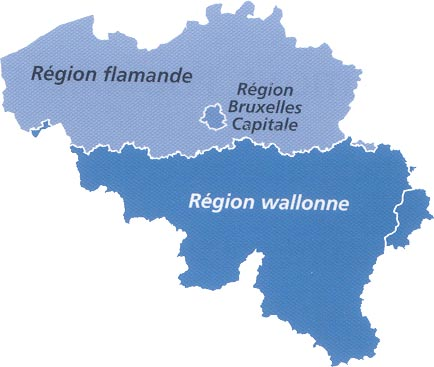 Région flamande
Région
Bruxelles
Capitale
Région wallonne